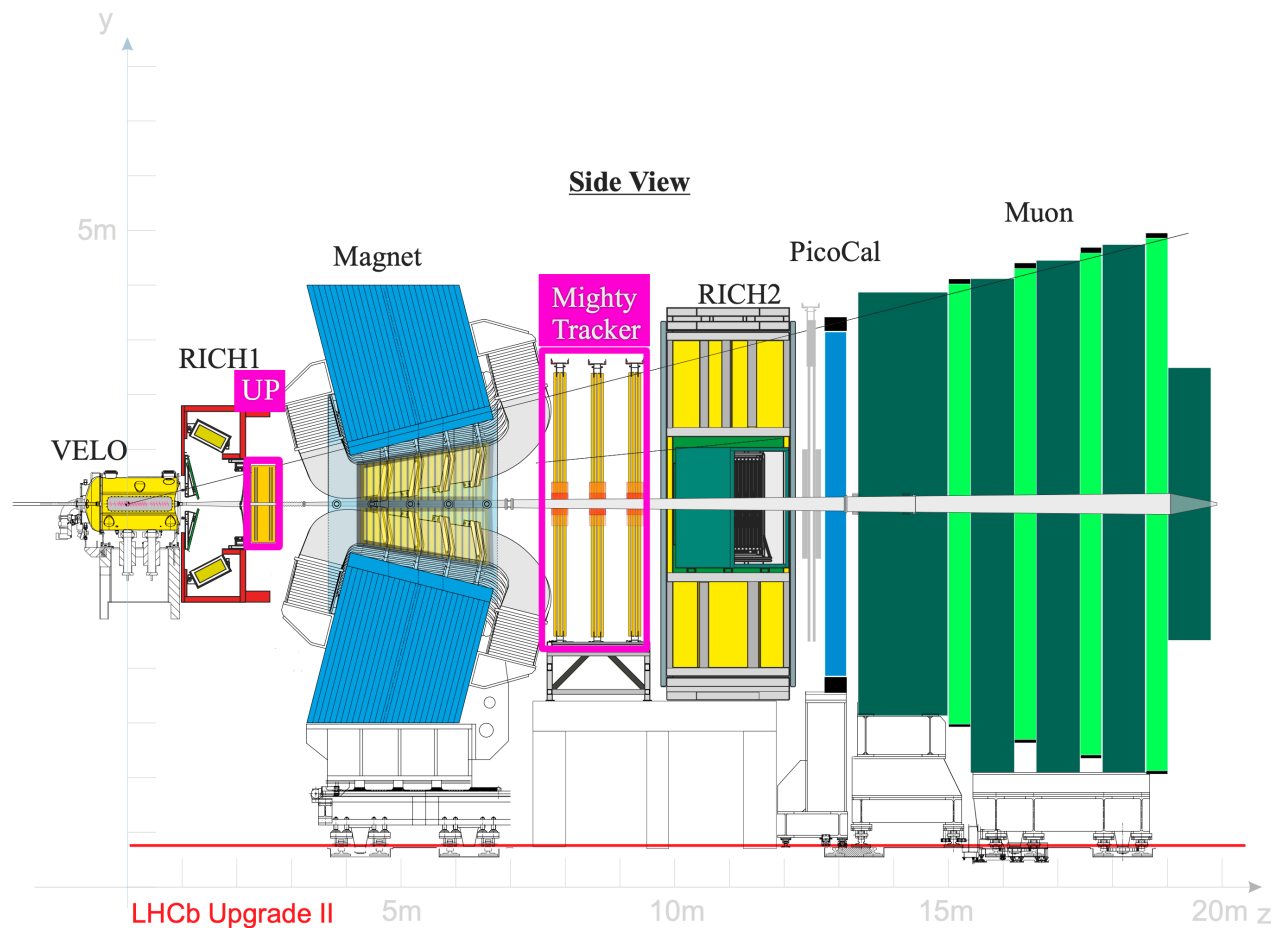 y
Side View
5m
Muon
Magnet
PicoCal
Mighty
Tracker
RICH2
RICH1
UP
VELO
LHCb Upgrade II
5m
10m
15m
20m
z